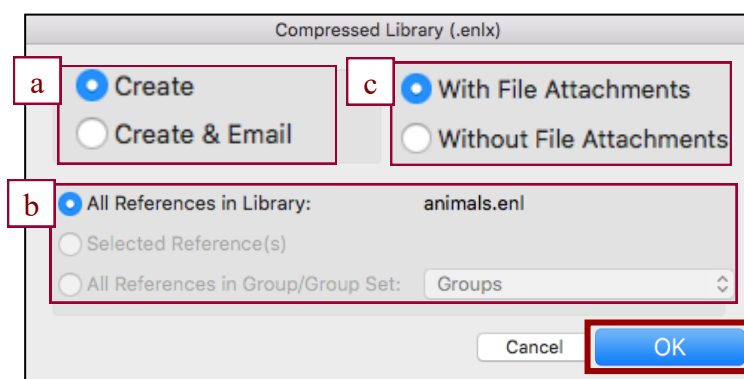 Compressed Library (.enlx)
a
Create
Create & Email
c
With File Attachments
Without File Attachments
b
All References in Library: animals.enl
Selected Reference(s)
All References in Group/Group Set: Groups
Cancel OK